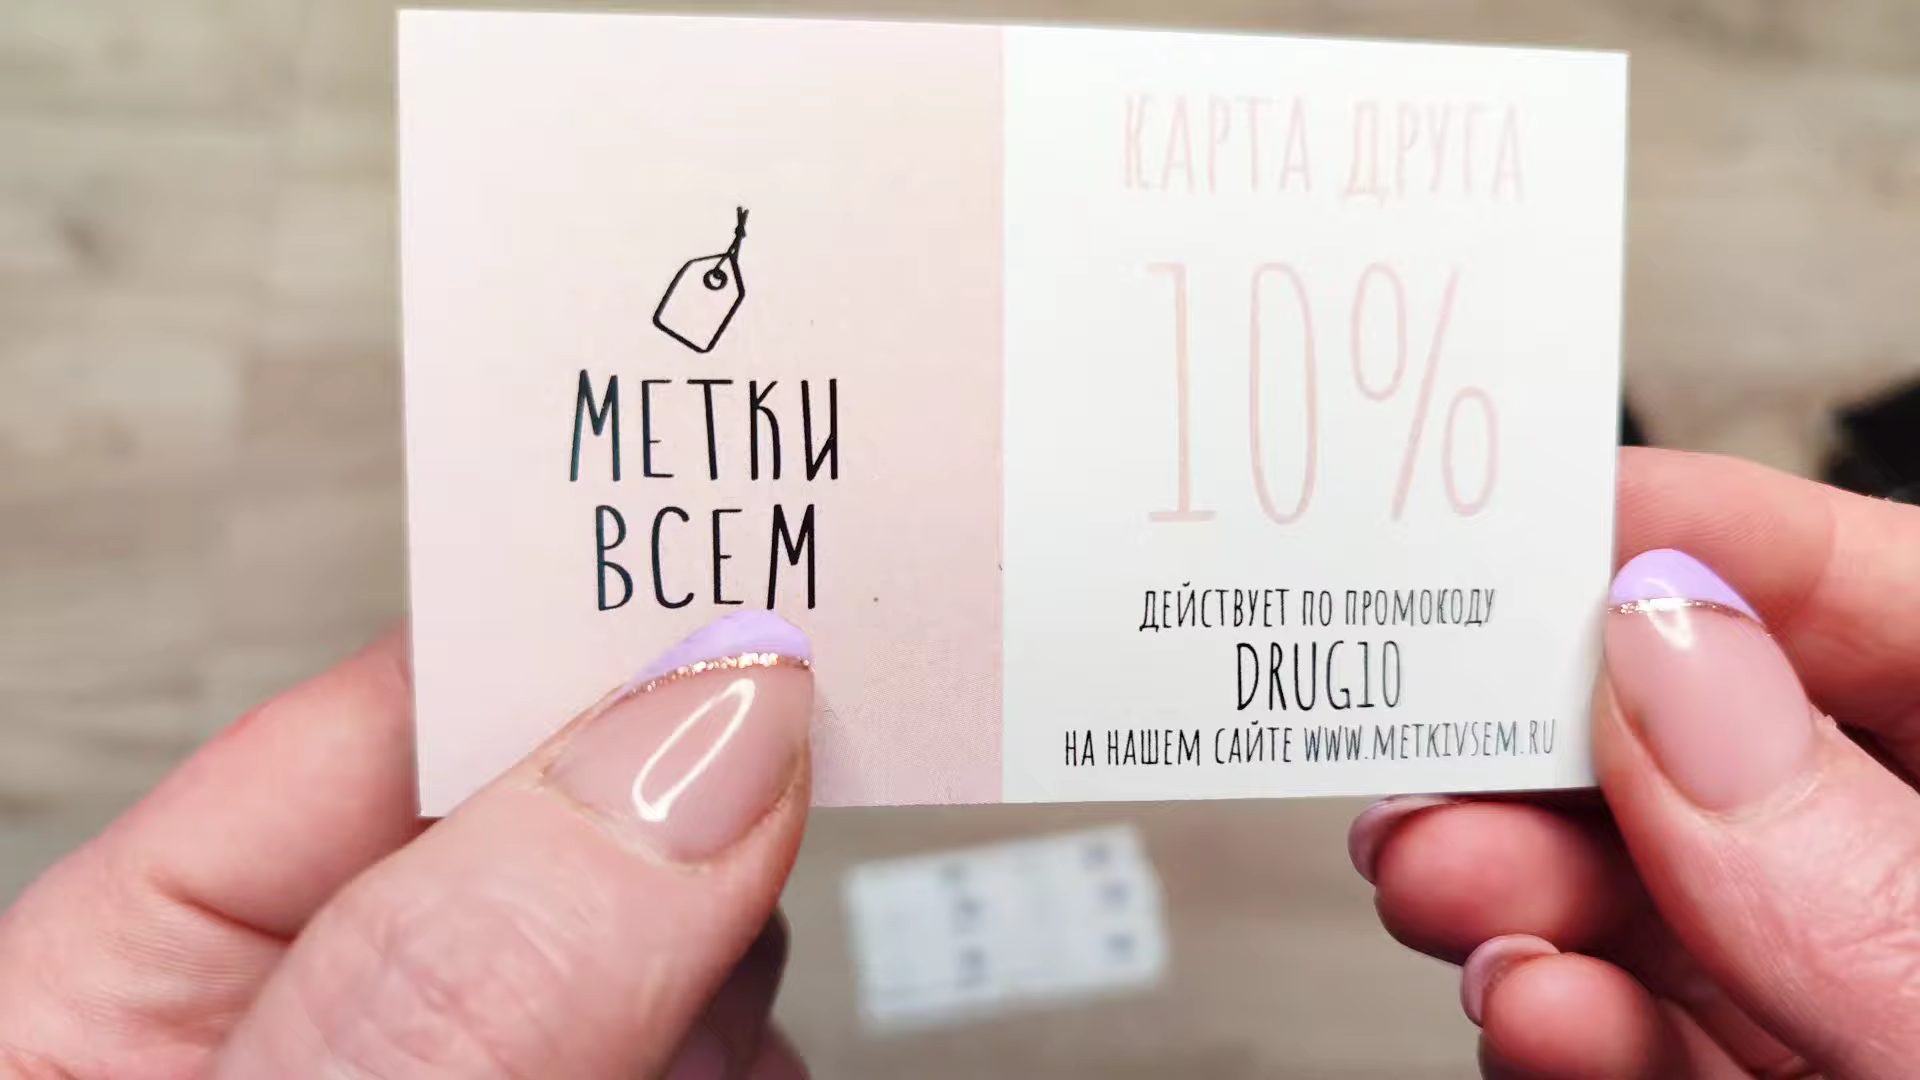 МЕТКИ
ВСЕМ
КАРТА ДРУГА
10%
ДЕЙСТВУЕТ ПО ПРОМОКОДУ
DRUG10
НА НАШЕМ САЙТЕ WWW.METKIVSEM.RU